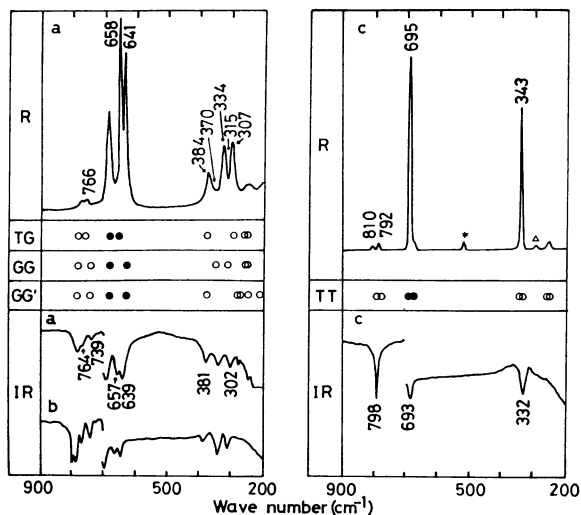 a
658
641
R
766
384
370
334
315
307
TG
GG
GG'
a
764
739
657
639
381
302
IR
b
900
500
200
c
695
343
R
810
792
*
△
TT
c
IR
798
693
332
900
500
200
Wave number (cm⁻¹)